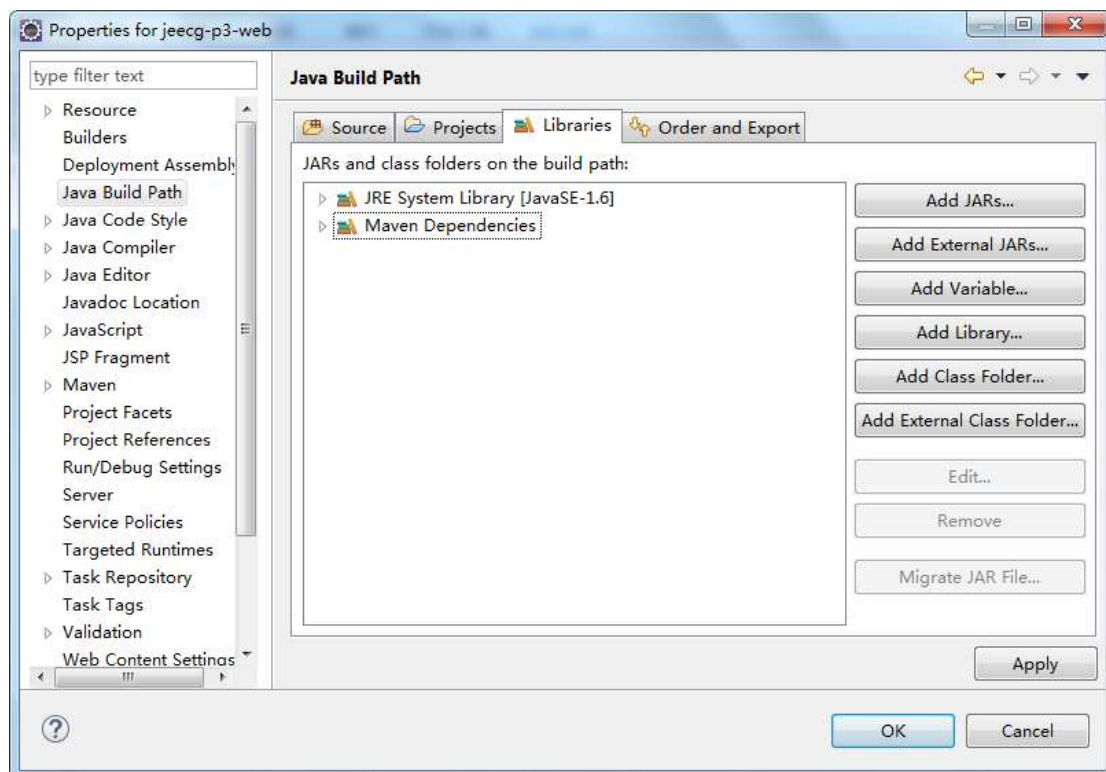 Properties for jeecg-p3-web
type filter text
Resource
Builders
Deployment Assembly
Java Build Path
Java Code Style
Java Compiler
Java Editor
Javadoc Location
JavaScript
JSP Fragment
Maven
Project Facets
Project References
Run/Debug Settings
Server
Service Policies
Targeted Runtimes
Task Repository
Task Tags
Validation
Web Content Settings
Java Build Path
Source Projects Libraries Order and Export
JARs and class folders on the build path:
JRE System Library [JavaSE-1.6]
Maven Dependencies
Add JARs...
Add External JARs...
Add Variable...
Add Library...
Add Class Folder...
Add External Class Folder...
Edit...
Remove
Migrate JAR File...
Apply
OK Cancel